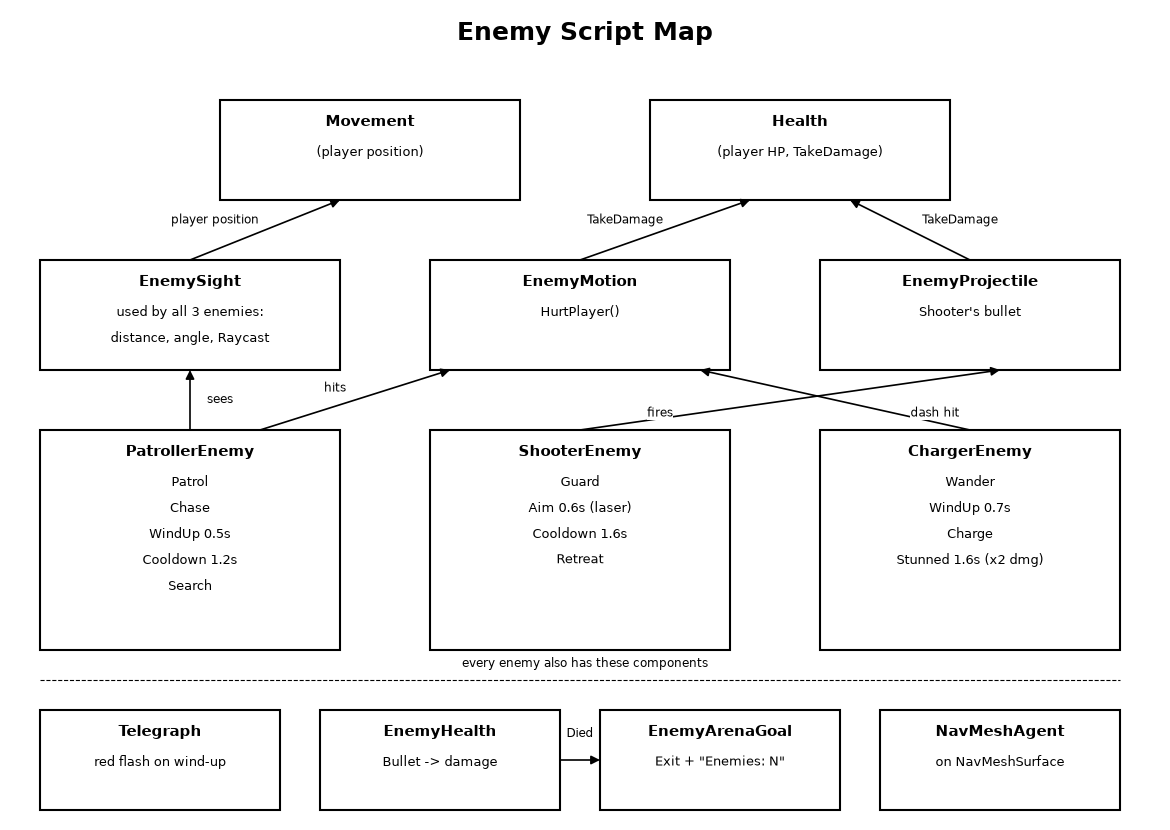 Enemy Script Map
Movement
(player position)
Health
(player HP, TakeDamage)
player position
TakeDamage
TakeDamage
EnemySight
used by all 3 enemies:
distance, angle, Raycast
EnemyMotion
HurtPlayer()
EnemyProjectile
Shooter's bullet
sees
hits
fires
dash hit
PatrollerEnemy
Patrol
Chase
WindUp 0.5s
Cooldown 1.2s
Search
ShooterEnemy
Guard
Aim 0.6s (laser)
Cooldown 1.6s
Retreat
ChargerEnemy
Wander
WindUp 0.7s
Charge
Stunned 1.6s (x2 dmg)
every enemy also has these components
Telegraph
red flash on wind-up
EnemyHealth
Bullet -> damage
Died
EnemyArenaGoal
Exit + "Enemies: N"
NavMeshAgent
on NavMeshSurface